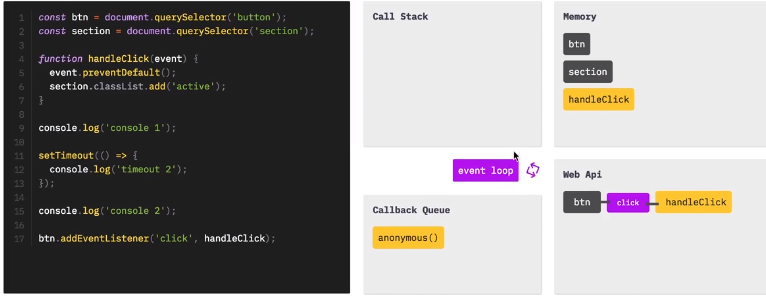 1 const btn = document.querySelector('button');
2 const section = document.querySelector('section');
3
4 function handleClick(event) {
5 event.preventDefault();
6 section.classList.add('active');
7 }
8
9 console.log('console 1');
10
11 setTimeout(() => {
12 console.log('timeout 2');
13 });
14
15 console.log('console 2');
16
17 btn.addEventListener('click', handleClick);
Call Stack
event loop
Callback Queue
anonymous()
Memory
btn
section
handleClick
Web Api
btn click handleClick